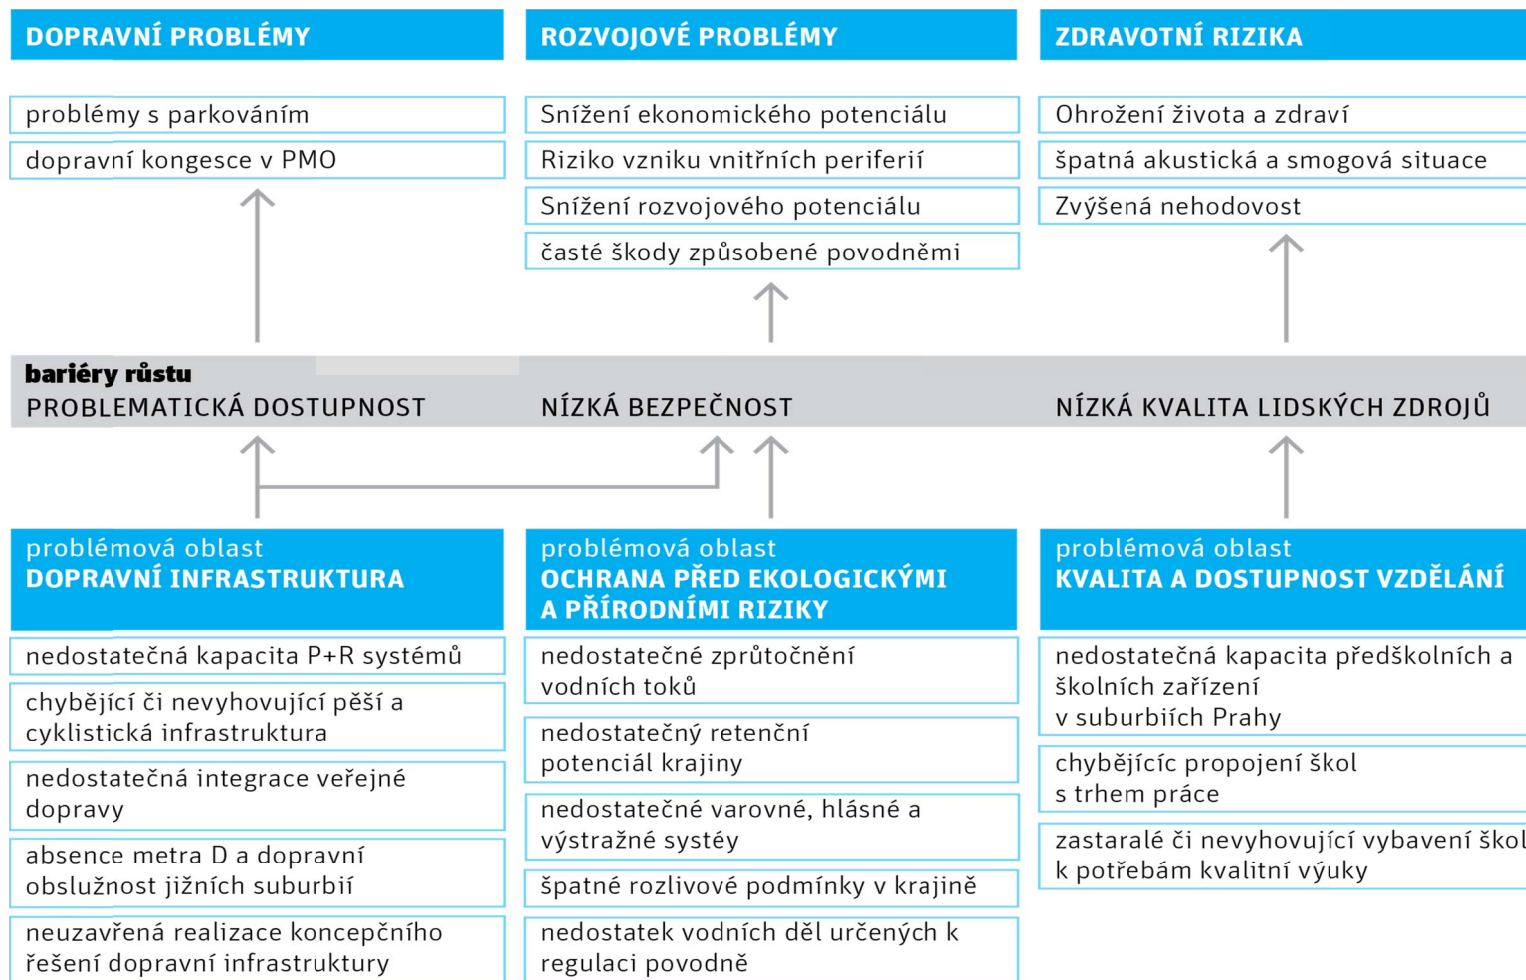 DOPRAVNÍ PROBLÉMY
problémy s parkováním
dopravní kongesce v PMO
ROZVOJOVÉ PROBLÉMY
Snížení ekonomického potenciálu
Riziko vzniku vnitřních periferií
Snížení rozvojového potenciálu
časté škody způsobené povodněmi
ZDRAVOTNÍ RIZIKA
Ohrožení života a zdraví
špatná akustická a smogová situace
Zvýšená nehodovost
bariéry růstu
PROBLEMATICKÁ DOSTUPNOST
NÍZKÁ BEZPEČNOST
NÍZKÁ KVALITA LIDSKÝCH ZDROJŮ
problémová oblast
DOPRAVNÍ INFRASTRUKTURA
nedostatečná kapacita P+R systémů
chybějící či nevyhovující pěší a
cyklistická infrastruktura
nedostatečná integrace veřejné
dopravy
absence metra D a dopravní
obslužnost jižních suburbií
neuzavřená realizace koncepčního
řešení dopravní infrastruktury
problémová oblast
OCHRANA PŘED EKOLOGICKÝMI
A PŘÍRODNÍMI RIZIKY
nedostatečné zprůtočnění
vodních toků
nedostatečný retenční
potenciál krajiny
nedostatečné varovné, hlásné a
výstražné systéy
špatné rozlivové podmínky v krajině
nedostatek vodních děl určených k
regulaci povodně
problémová oblast
KVALITA A DOSTUPNOST VZDĚLÁNÍ
nedostatečná kapacita předškolních a
školních zařízení
v suburbiích Prahy
chybějícíc propojení škol
s trhem práce
zastaralé či nevyhovující vybavení škol
k potřebám kvalitní výuky